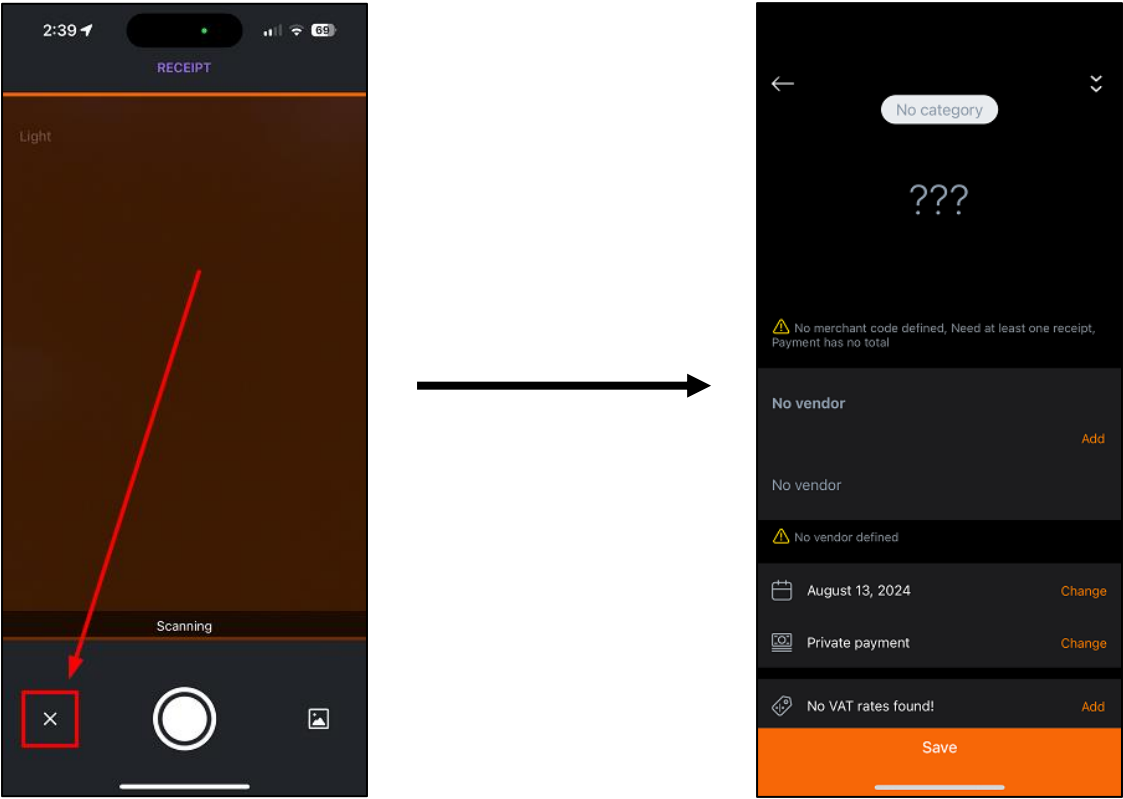 2:39
69
RECEIPT
Light
Scanning
No category
???
No merchant code defined, Need at least one receipt,
Payment has no total
No vendor
Add
No vendor
No vendor defined
August 13, 2024 Change
Private payment Change
No VAT rates found! Add
Save